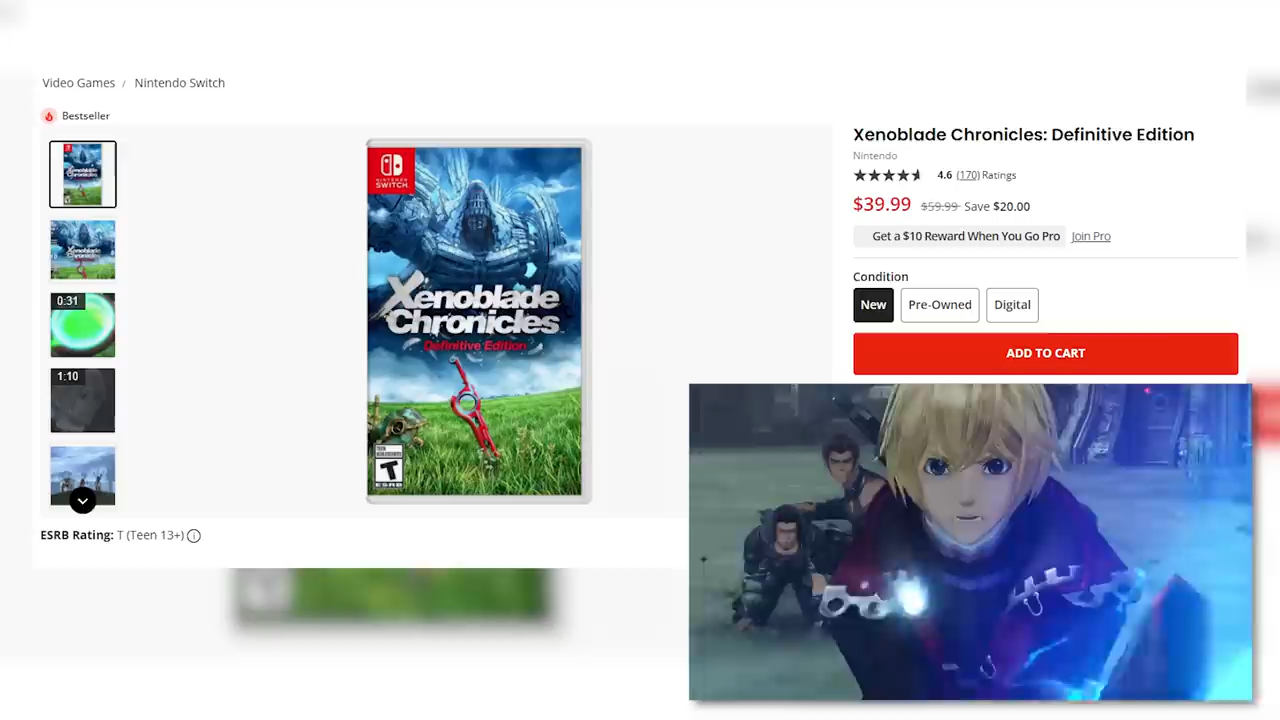 Video Games / Nintendo Switch
Bestseller
0:31
1:10
NINTENDO
SWITCH
Xenoblade
Chronicles
Definitive Edition
TEEN
T
ESRB
ESRB Rating: T (Teen 13+)
Xenoblade Chronicles: Definitive Edition
Nintendo
4.6 (170) Ratings
$39.99 $59.99 Save $20.00
Get a $10 Reward When You Go Pro Join Pro
Condition
New Pre-Owned Digital
ADD TO CART